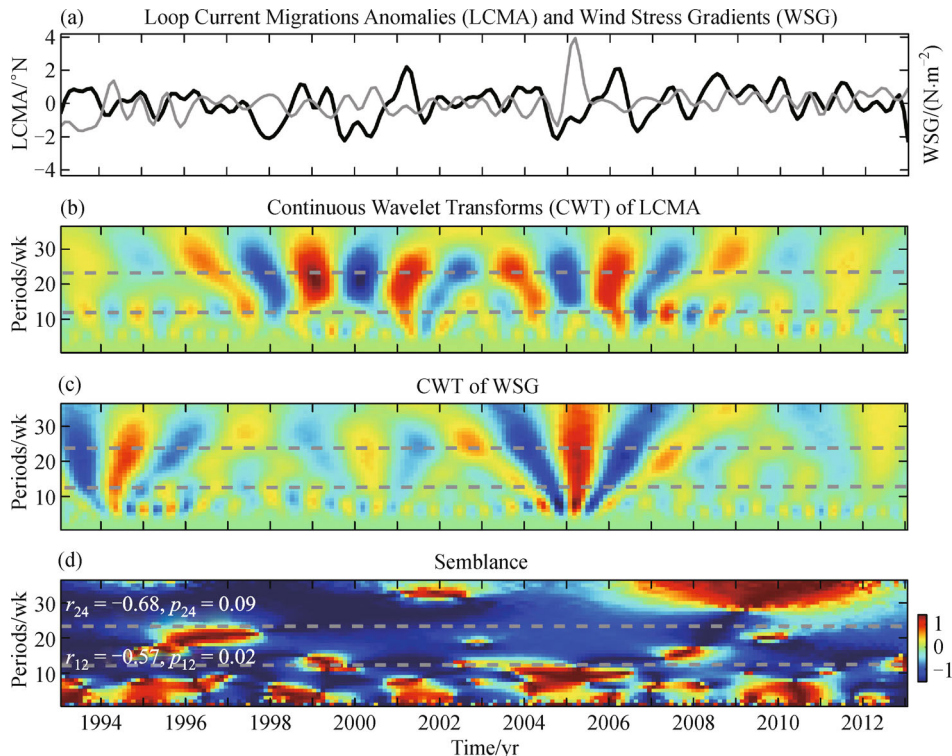 (a) Loop Current Migrations Anomalies (LCMA) and Wind Stress Gradients (WSG)
LCMA/°N
4
2
0
−2
−4
WSG/(N·m⁻²)
(b) Continuous Wavelet Transforms (CWT) of LCMA
Periods/wk
30
20
10
(c) CWT of WSG
Periods/wk
30
20
10
(d) Semblance
Periods/wk
30
20
10
r₂₄ = −0.68, p₂₄ = 0.09
r₁₂ = −0.57, p₁₂ = 0.02
1
0
−1
1994 1996 1998 2000 2002 2004 2006 2008 2010 2012
Time/yr